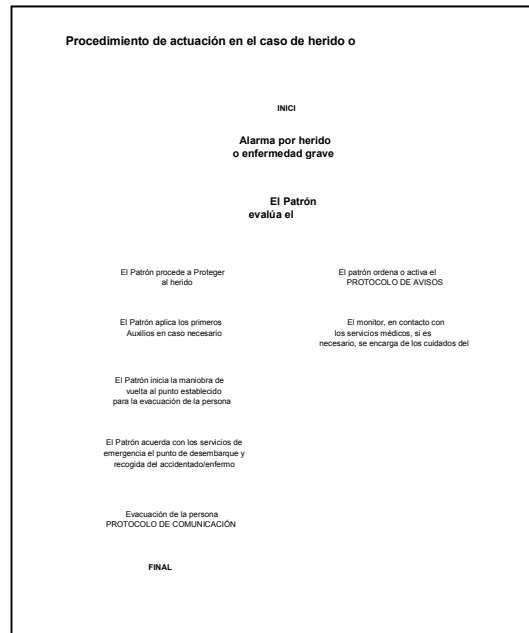 Procedimiento de actuación en el caso de herido o
INICI
Alarma por herido
o enfermedad grave
El Patrón
evalúa el
El Patrón procede a Proteger
al herido
El patrón ordena o activa el
PROTOCOLO DE AVISOS
El Patrón aplica los primeros
Auxilios en caso necesario
El monitor, en contacto con
los servicios médicos, si es
necesario, se encarga de los cuidados del
El Patrón inicia la maniobra de
vuelta al punto establecido
para la evacuación de la persona
El Patrón acuerda con los servicios de
emergencia el punto de desembarque y
recogida del accidentado/enfermo
Evacuación de la persona
PROTOCOLO DE COMUNICACIÓN
FINAL